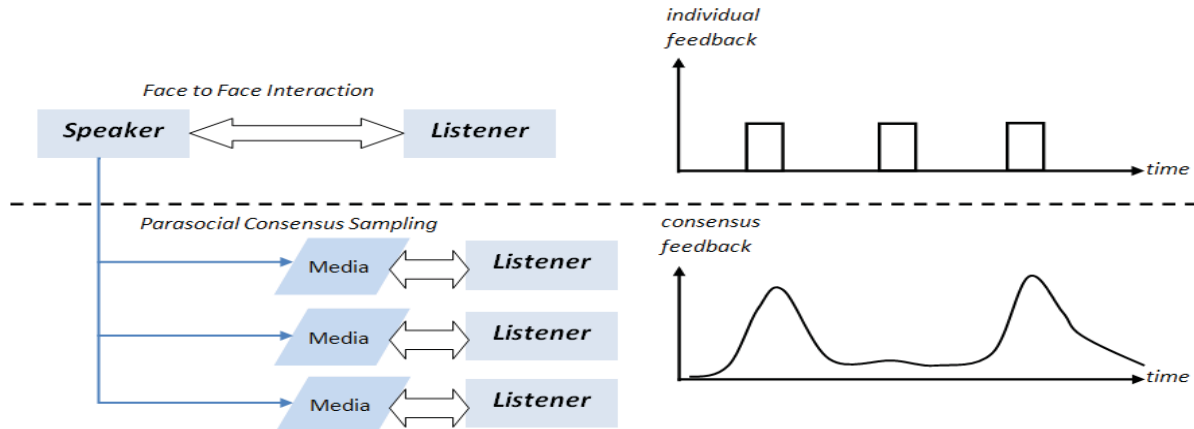 individual
feedback
Face to Face Interaction
Speaker
Listener
time
Parasocial Consensus Sampling
consensus
feedback
Media
Listener
Media
Listener
Media
Listener
time